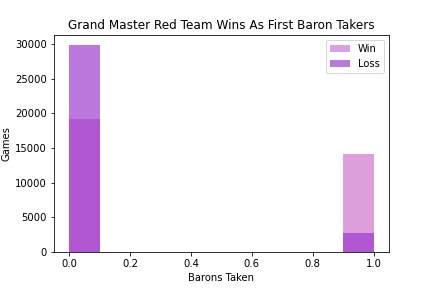 Grand Master Red Team Wins As First Baron Takers
Win
Loss
30000
25000
20000
15000
10000
5000
0
Games
0.0 0.2 0.4 0.6 0.8 1.0
Barons Taken